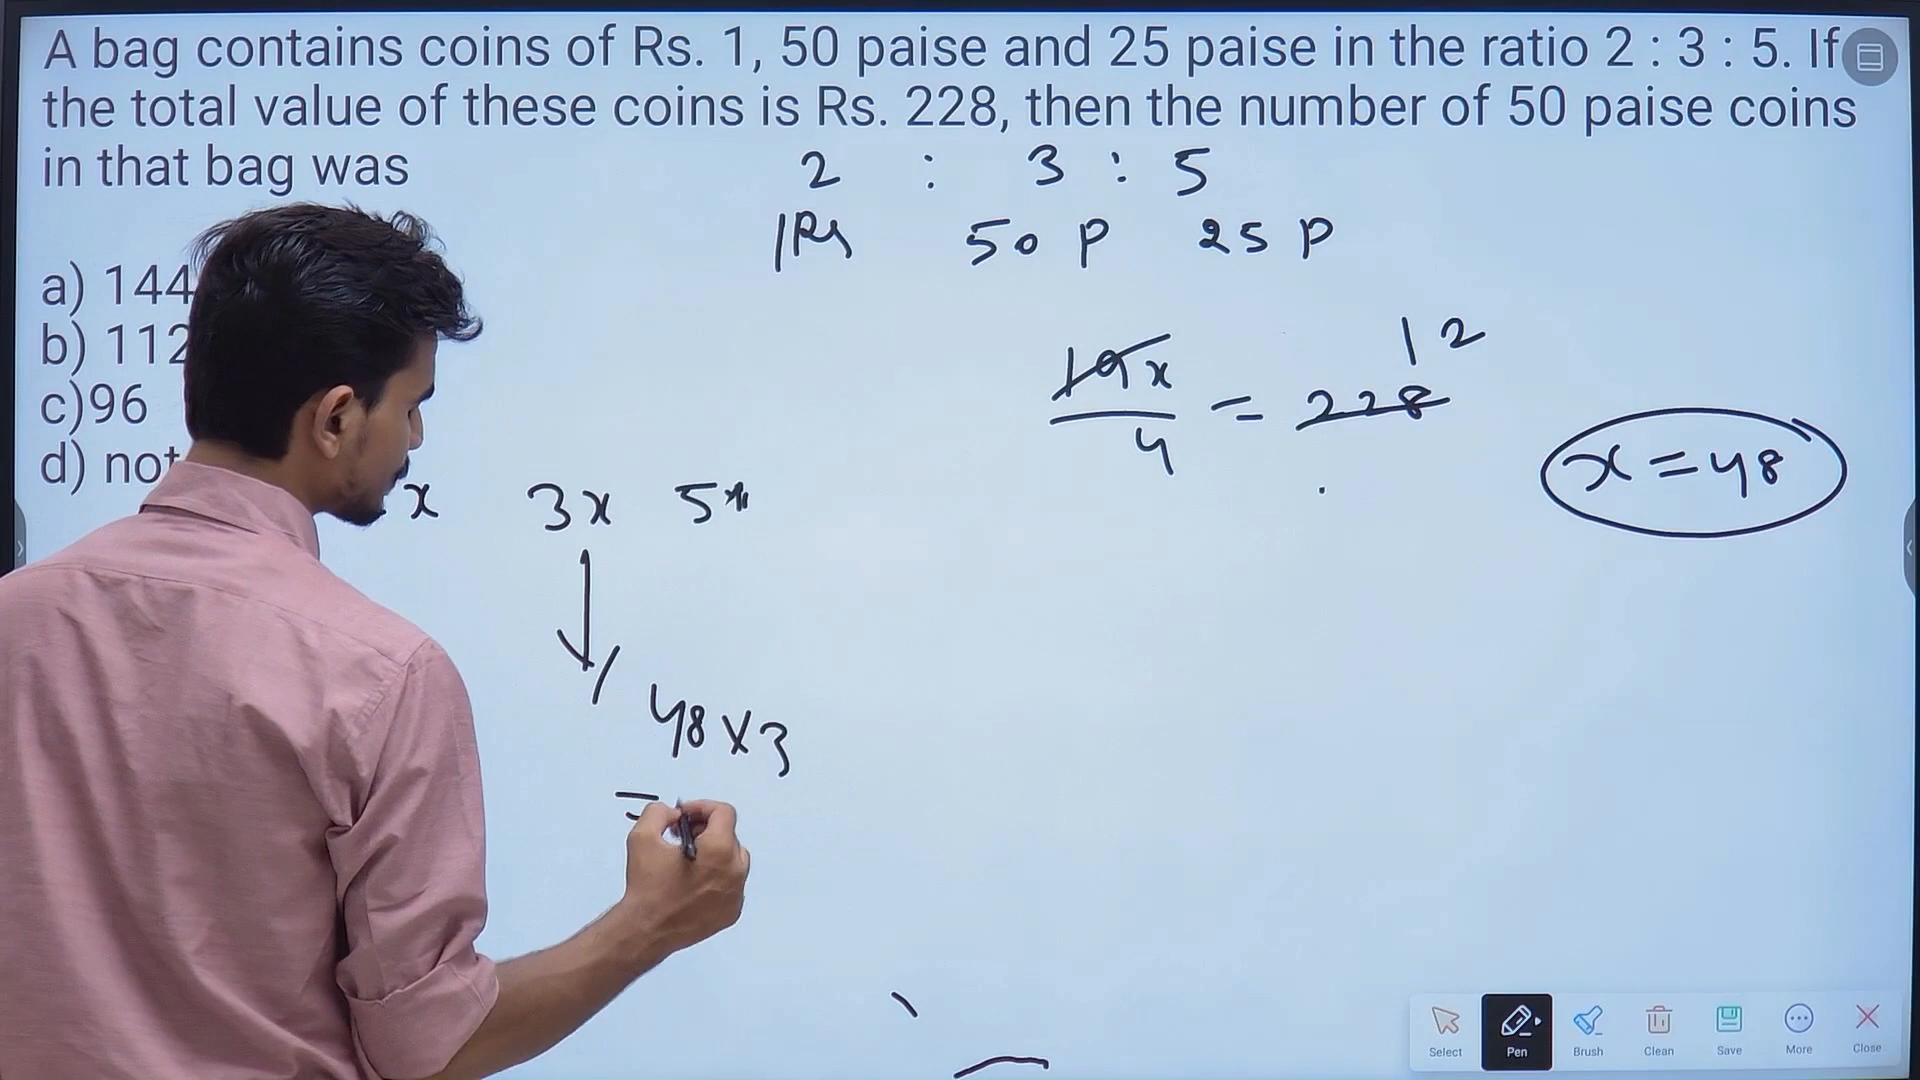 A bag contains coins of Rs. 1, 50 paise and 25 paise in the ratio 2 : 3 : 5. If
the total value of these coins is Rs. 228, then the number of 50 paise coins
in that bag was
2 : 3 : 5
1Rs 50 P 25 P
a) 144
b) 112
c)96
d) not
12
19x
= 228
4
x=48
x 3x 5x
48x3
=
Select Pen Brush Clean Save More Close